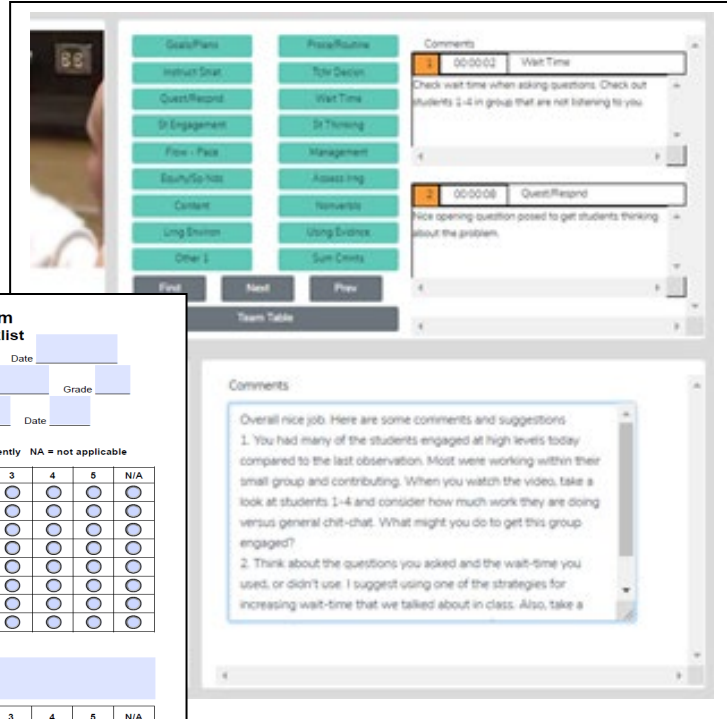 Goals/Plans
Proce/Routine
Instruct Strat
Tchr Decisn
Quest/Respnd
Wait Time
St Engagement
St Thinking
Flow - Pace
Management
Content
Nonverbls
Lrng Environ
Using Evidnce
Other 1
Sum Cmnts
Find
Next
Prev
Team Table
Comments
1 00:00:02 Wait Time
Check wait time when asking questions. Check out
students 1-4 in group that are not listening to you.
2 00:00:08 Quest/Respnd
Nice opening question posed to get students thinking
about the problem.
m
list
Date
Grade
Date
ently NA = not applicable
3 4 5 N/A
3 4 5 N/A
Comments
Overall nice job. Here are some comments and suggestions
1. You had many of the students engaged at high levels today
compared to the last observation. Most were working within their
small group and contributing. When you watch the video, take a
look at students 1-4 and consider how much work they are doing
versus general chit-chat. What might you do to get this group
engaged?
2. Think about the questions you asked and the wait-time you
used, or didn't use. I suggest using one of the strategies for
increasing wait-time that we talked about in class. Also, take a